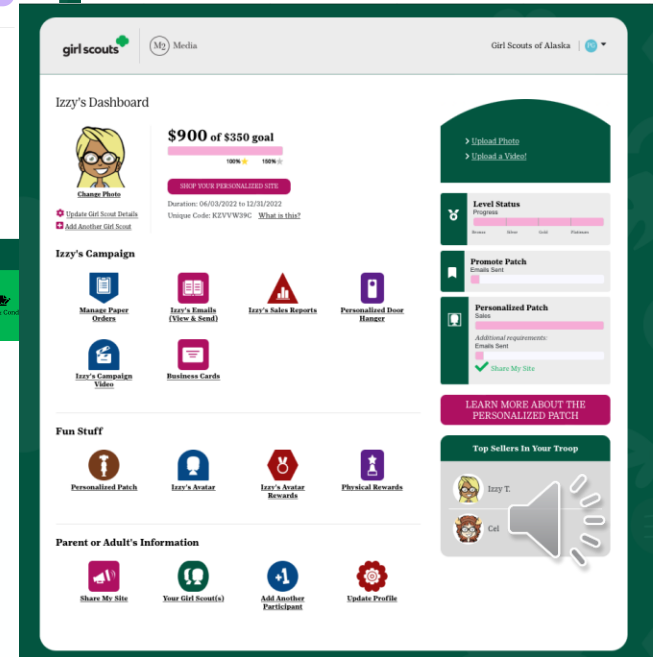 girl scouts
M2 Media
Girl Scouts of Alaska
Izzy's Dashboard
Change Photo
Update Girl Scout Details
Add Another Girl Scout
$900 of $350 goal
100% 150%
SHOP YOUR PERSONALIZED SITE
Duration: 06/03/2022 to 12/31/2022
Unique Code: KZVVW39C What is this?
Izzy's Campaign
Manage Paper
Orders
Izzy's Emails
(View & Send)
Izzy's Sales Reports
Personalized Door
Hanger
Izzy's Campaign
Video
Business Cards
Fun Stuff
Personalized Patch
Izzy's Avatar
Izzy's Avatar
Rewards
Physical Rewards
Parent or Adult's Information
Share My Site
Your Girl Scout(s)
+1
Add Another
Participant
Update Profile
> Upload Photo
> Upload a Video!
Level Status
Progress
Bronze Silver Gold Platinum
Promote Patch
Emails Sent
Personalized Patch
Sales
Additional requirements:
Emails Sent
Share My Site
LEARN MORE ABOUT THE
PERSONALIZED PATCH
Top Sellers In Your Troop
Izzy T.
Cel